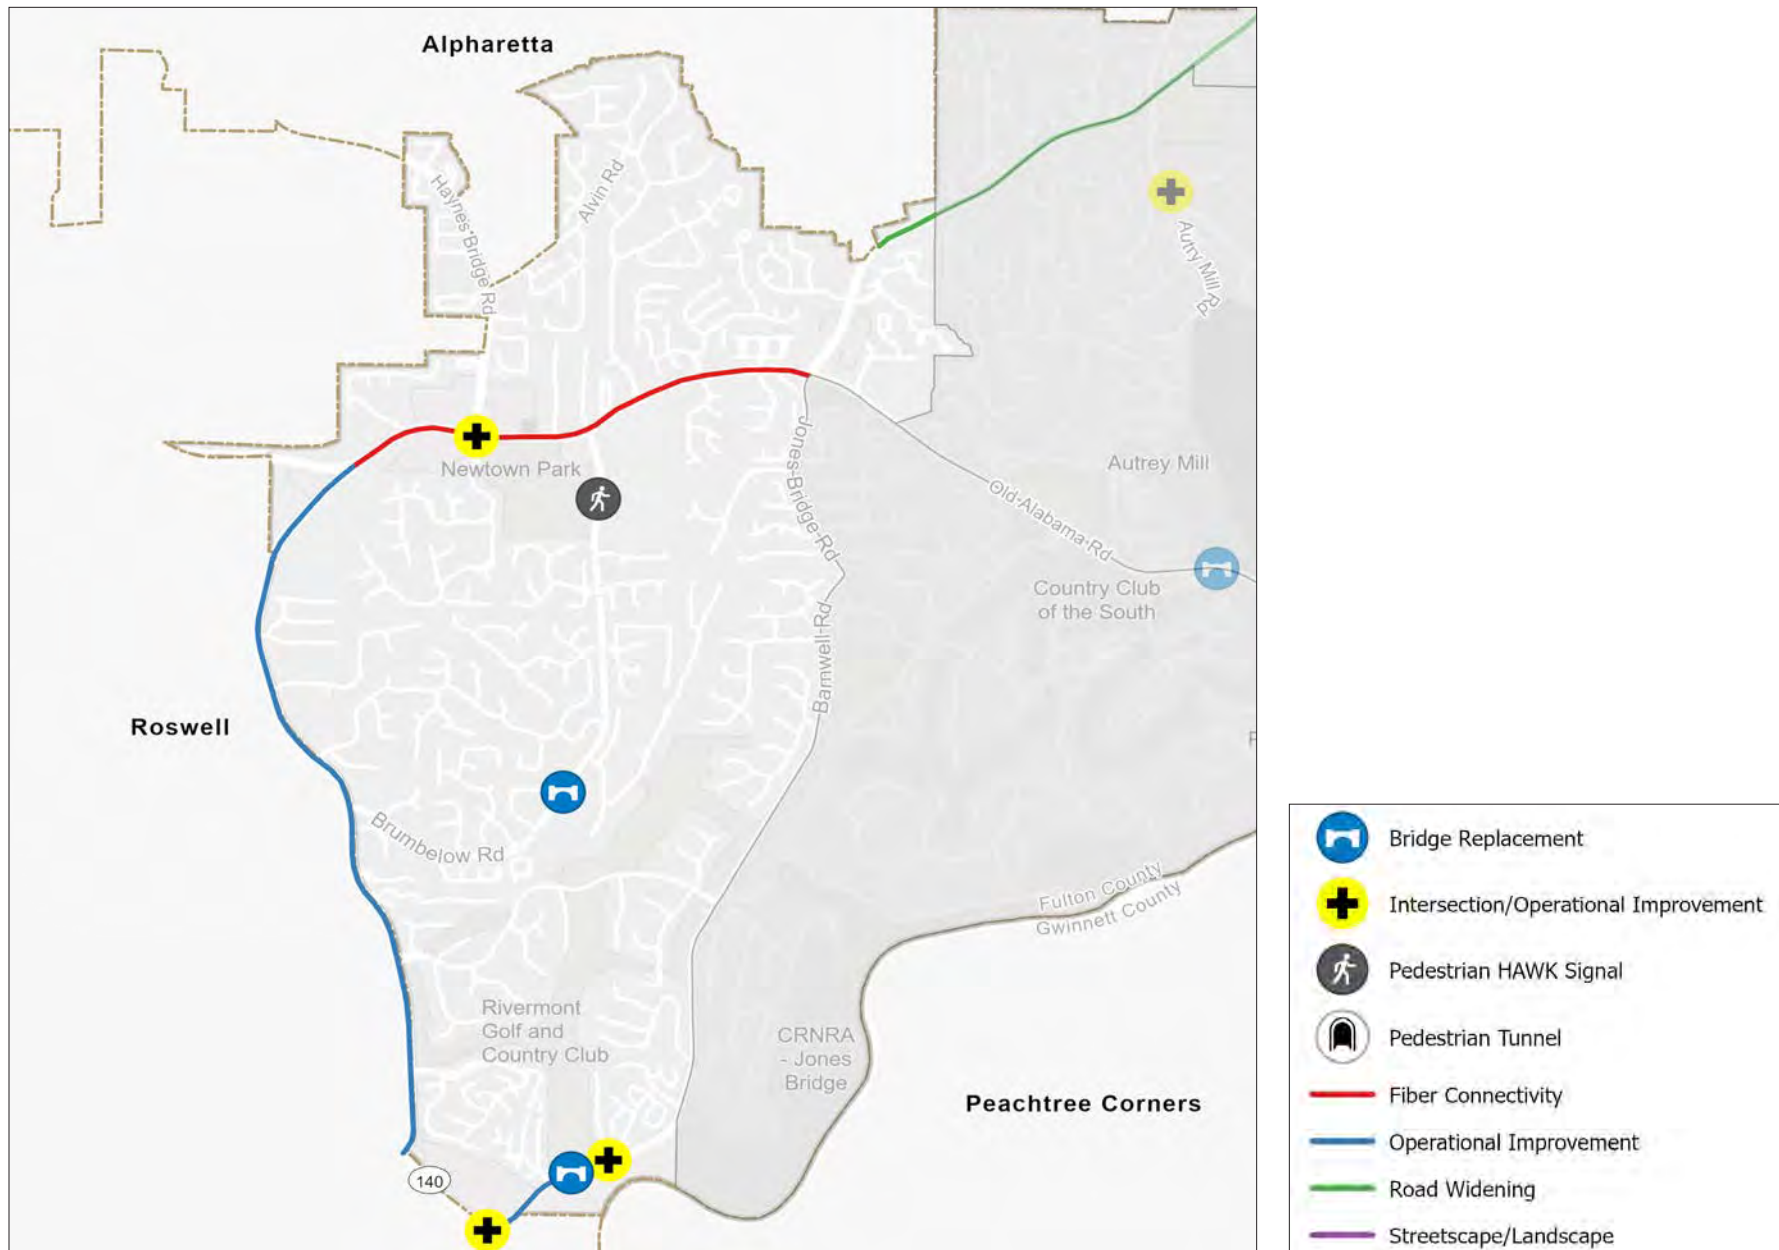 Alpharetta
Haynes Bridge Rd
Alvin Rd
Autry Mill Rd
Newtown Park
Jones Bridge Rd
Autrey Mill
Old Alabama Rd
Country Club
of the South
Barnwell Rd
Roswell
Brumbelow Rd
Fulton County
Gwinnett County
Rivermont
Golf and
Country Club
CRNRA
- Jones
Bridge
Peachtree Corners
140
Bridge Replacement
Intersection/Operational Improvement
Pedestrian HAWK Signal
Pedestrian Tunnel
Fiber Connectivity
Operational Improvement
Road Widening
Streetscape/Landscape